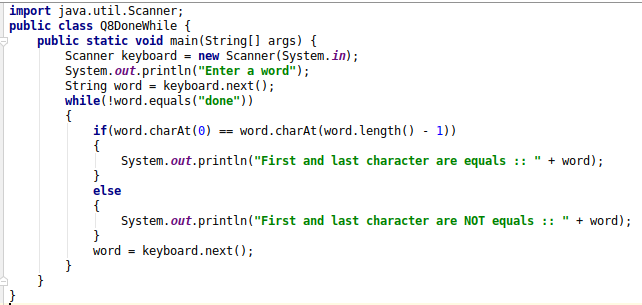 import java.util.Scanner;
public class Q8DoneWhile {
    public static void main(String[] args) {
        Scanner keyboard = new Scanner(System.in);
        System.out.println("Enter a word");
        String word = keyboard.next();
        while(!word.equals("done"))
        {
            if(word.charAt(0) == word.charAt(word.length() - 1))
            {
                System.out.println("First and last character are equals :: " + word);
            }
            else
            {
                System.out.println("First and last character are NOT equals :: " + word);
            }
            word = keyboard.next();
        }
    }
}